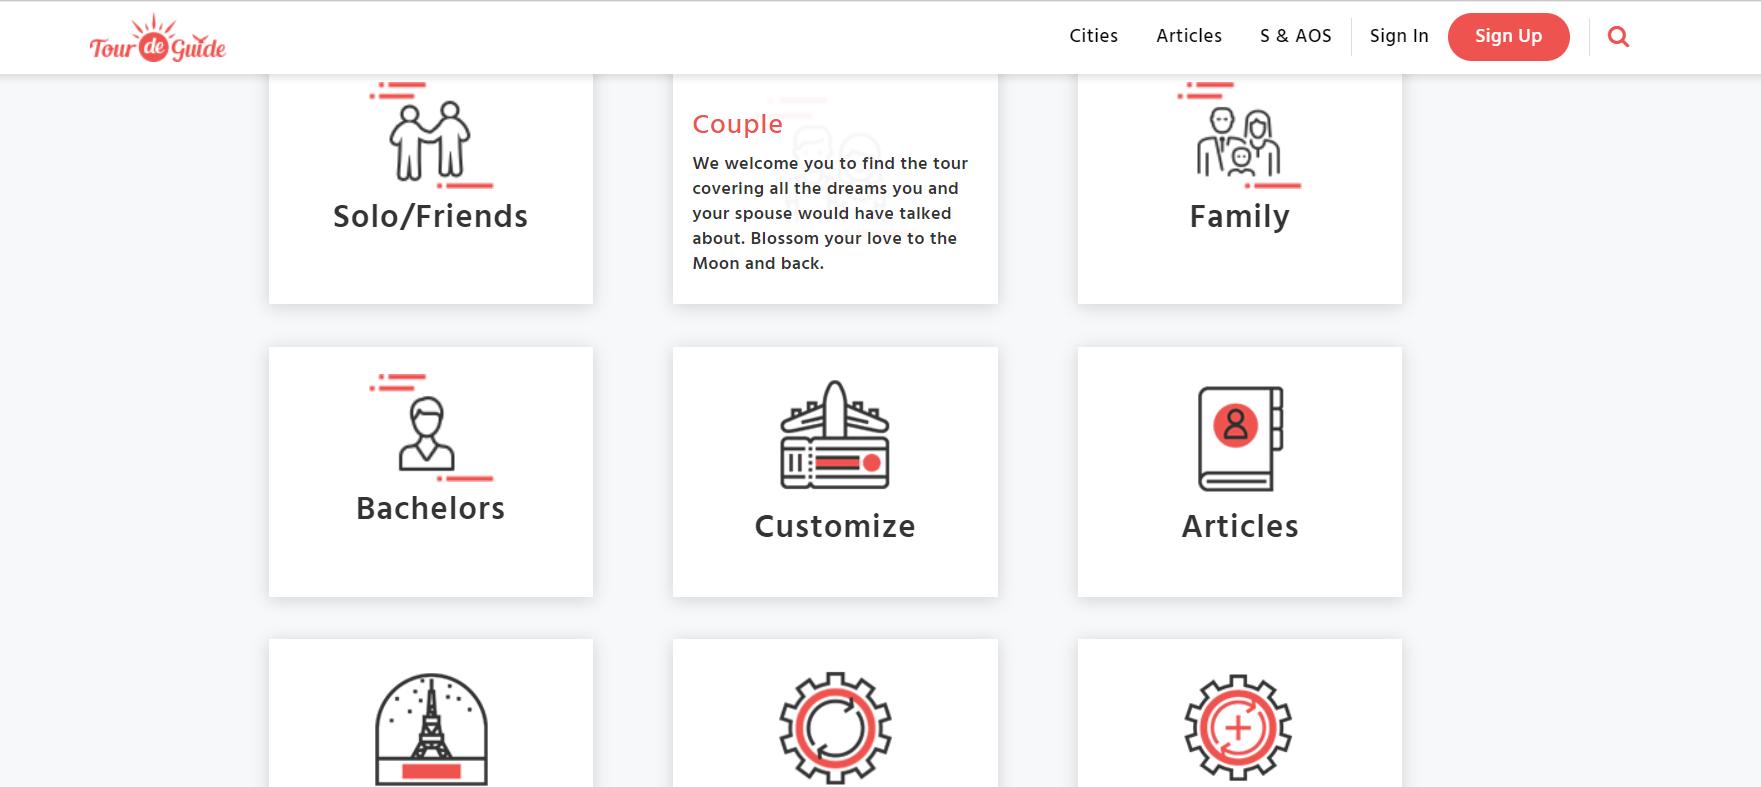 Tour de Guide
Cities
Articles
S & AOS
Sign In
Sign Up
Solo/Friends
Couple
We welcome you to find the tour
covering all the dreams you and
your spouse would have talked
about. Blossom your love to the
Moon and back.
Family
Bachelors
Customize
Articles